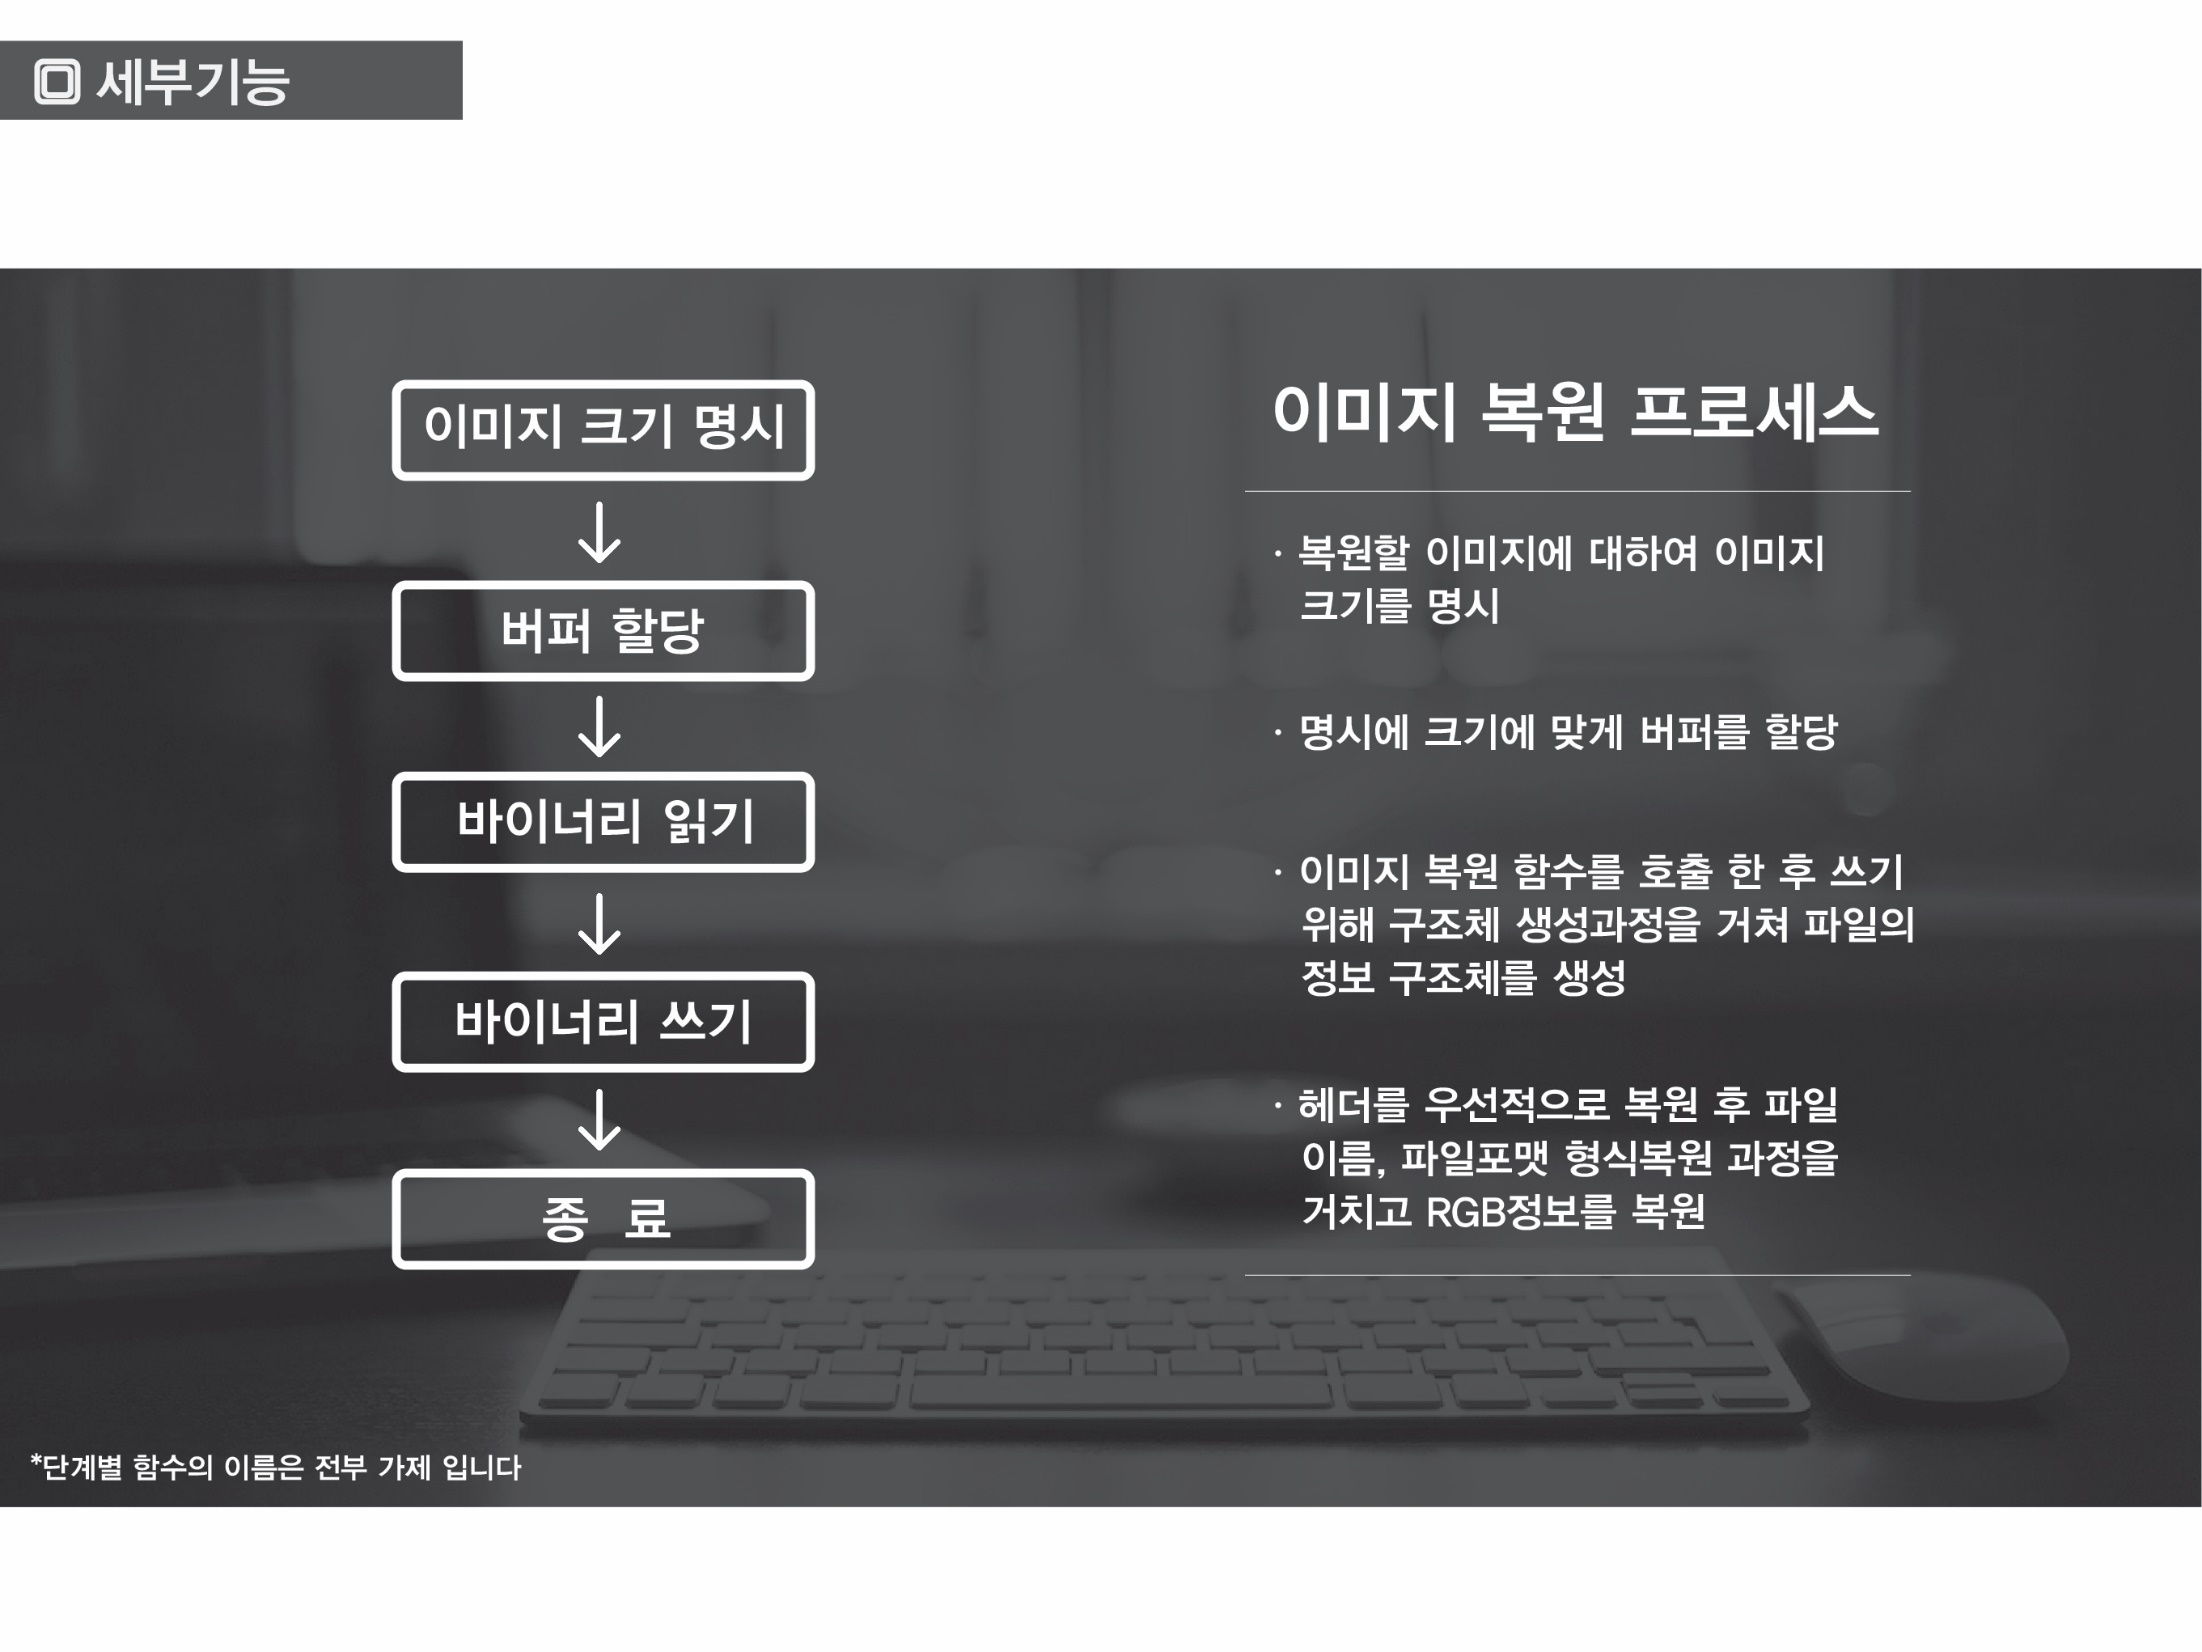 세부기능
이미지 크기 명시
버퍼 할당
바이너리 읽기
바이너리 쓰기
종 료
이미지 복원 프로세스
· 복원할 이미지에 대하여 이미지
크기를 명시
· 명시에 크기에 맞게 버퍼를 할당
· 이미지 복원 함수를 호출 한 후 쓰기
위해 구조체 생성과정을 거쳐 파일의
정보 구조체를 생성
· 헤더를 우선적으로 복원 후 파일
이름, 파일포맷 형식복원 과정을
거치고 RGB정보를 복원
*단계별 함수의 이름은 전부 가제 입니다